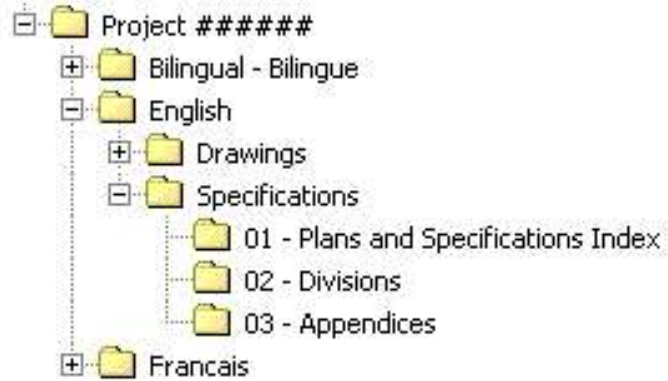 Project ######
Bilingual - Bilingue
English
Drawings
Specifications
01 - Plans and Specifications Index
02 - Divisions
03 - Appendices
Francais